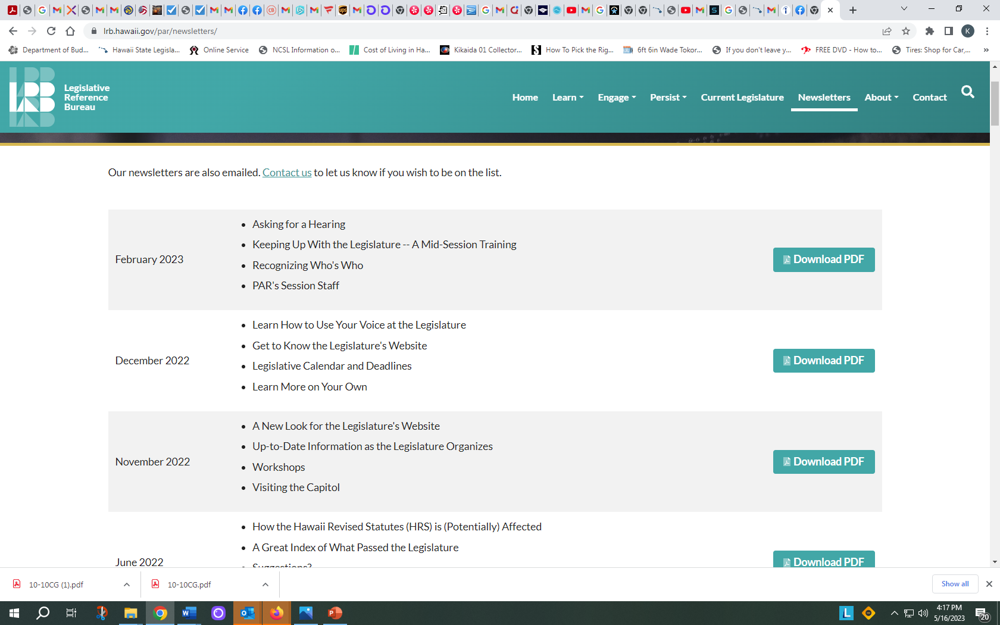 lrb.hawaii.gov/par/newsletters/
K
Department of Bud...
Hawaii State Legisla...
Online Service
NCSL Information o...
Cost of Living in Ha...
Kikaida 01 Collector...
How To Pick the Rig...
6ft 6in Wade Tokor...
If you don't leave y...
FREE DVD - How to...
Tires: Shop for Car,...
»
Legislative
Reference
Bureau
Home
Learn
Engage
Persist
Current Legislature
Newsletters
About
Contact
Our newsletters are also emailed. Contact us to let us know if you wish to be on the list.
February 2023
• Asking for a Hearing
• Keeping Up With the Legislature -- A Mid-Session Training
• Recognizing Who's Who
• PAR's Session Staff
Download PDF
December 2022
• Learn How to Use Your Voice at the Legislature
• Get to Know the Legislature's Website
• Legislative Calendar and Deadlines
• Learn More on Your Own
Download PDF
November 2022
• A New Look for the Legislature's Website
• Up-to-Date Information as the Legislature Organizes
• Workshops
• Visiting the Capitol
Download PDF
June 2022
• How the Hawaii Revised Statutes (HRS) is (Potentially) Affected
• A Great Index of What Passed the Legislature
• Suggestions?
Download PDF
10-10CG (1).pdf
10-10CG.pdf
Show all
4:17 PM
5/16/2023
20